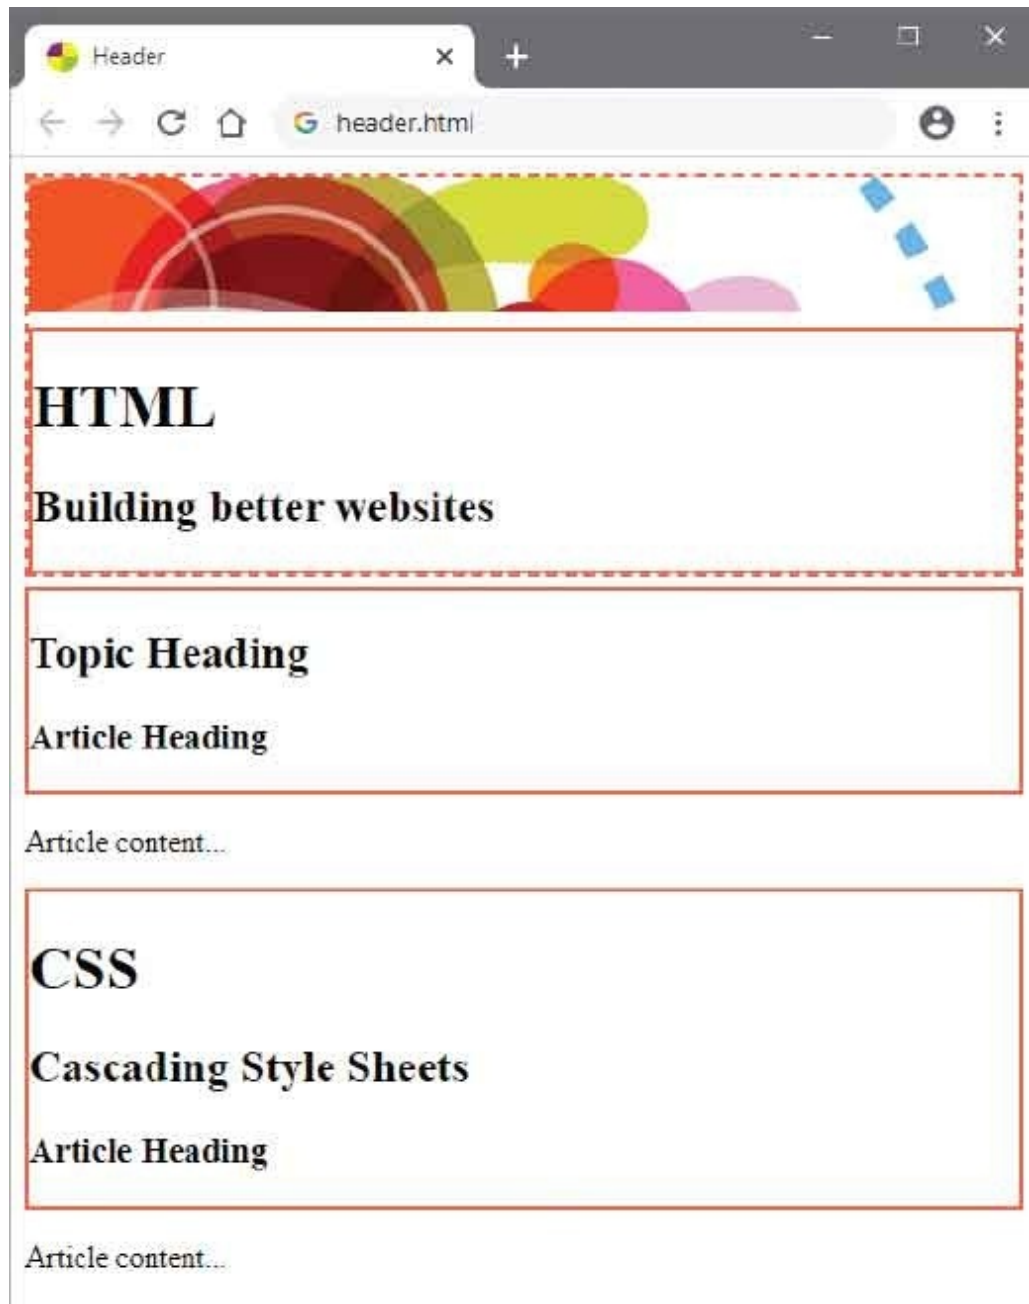 Header
header.html
HTML
Building better websites
Topic Heading
Article Heading
Article content...
CSS
Cascading Style Sheets
Article Heading
Article content...